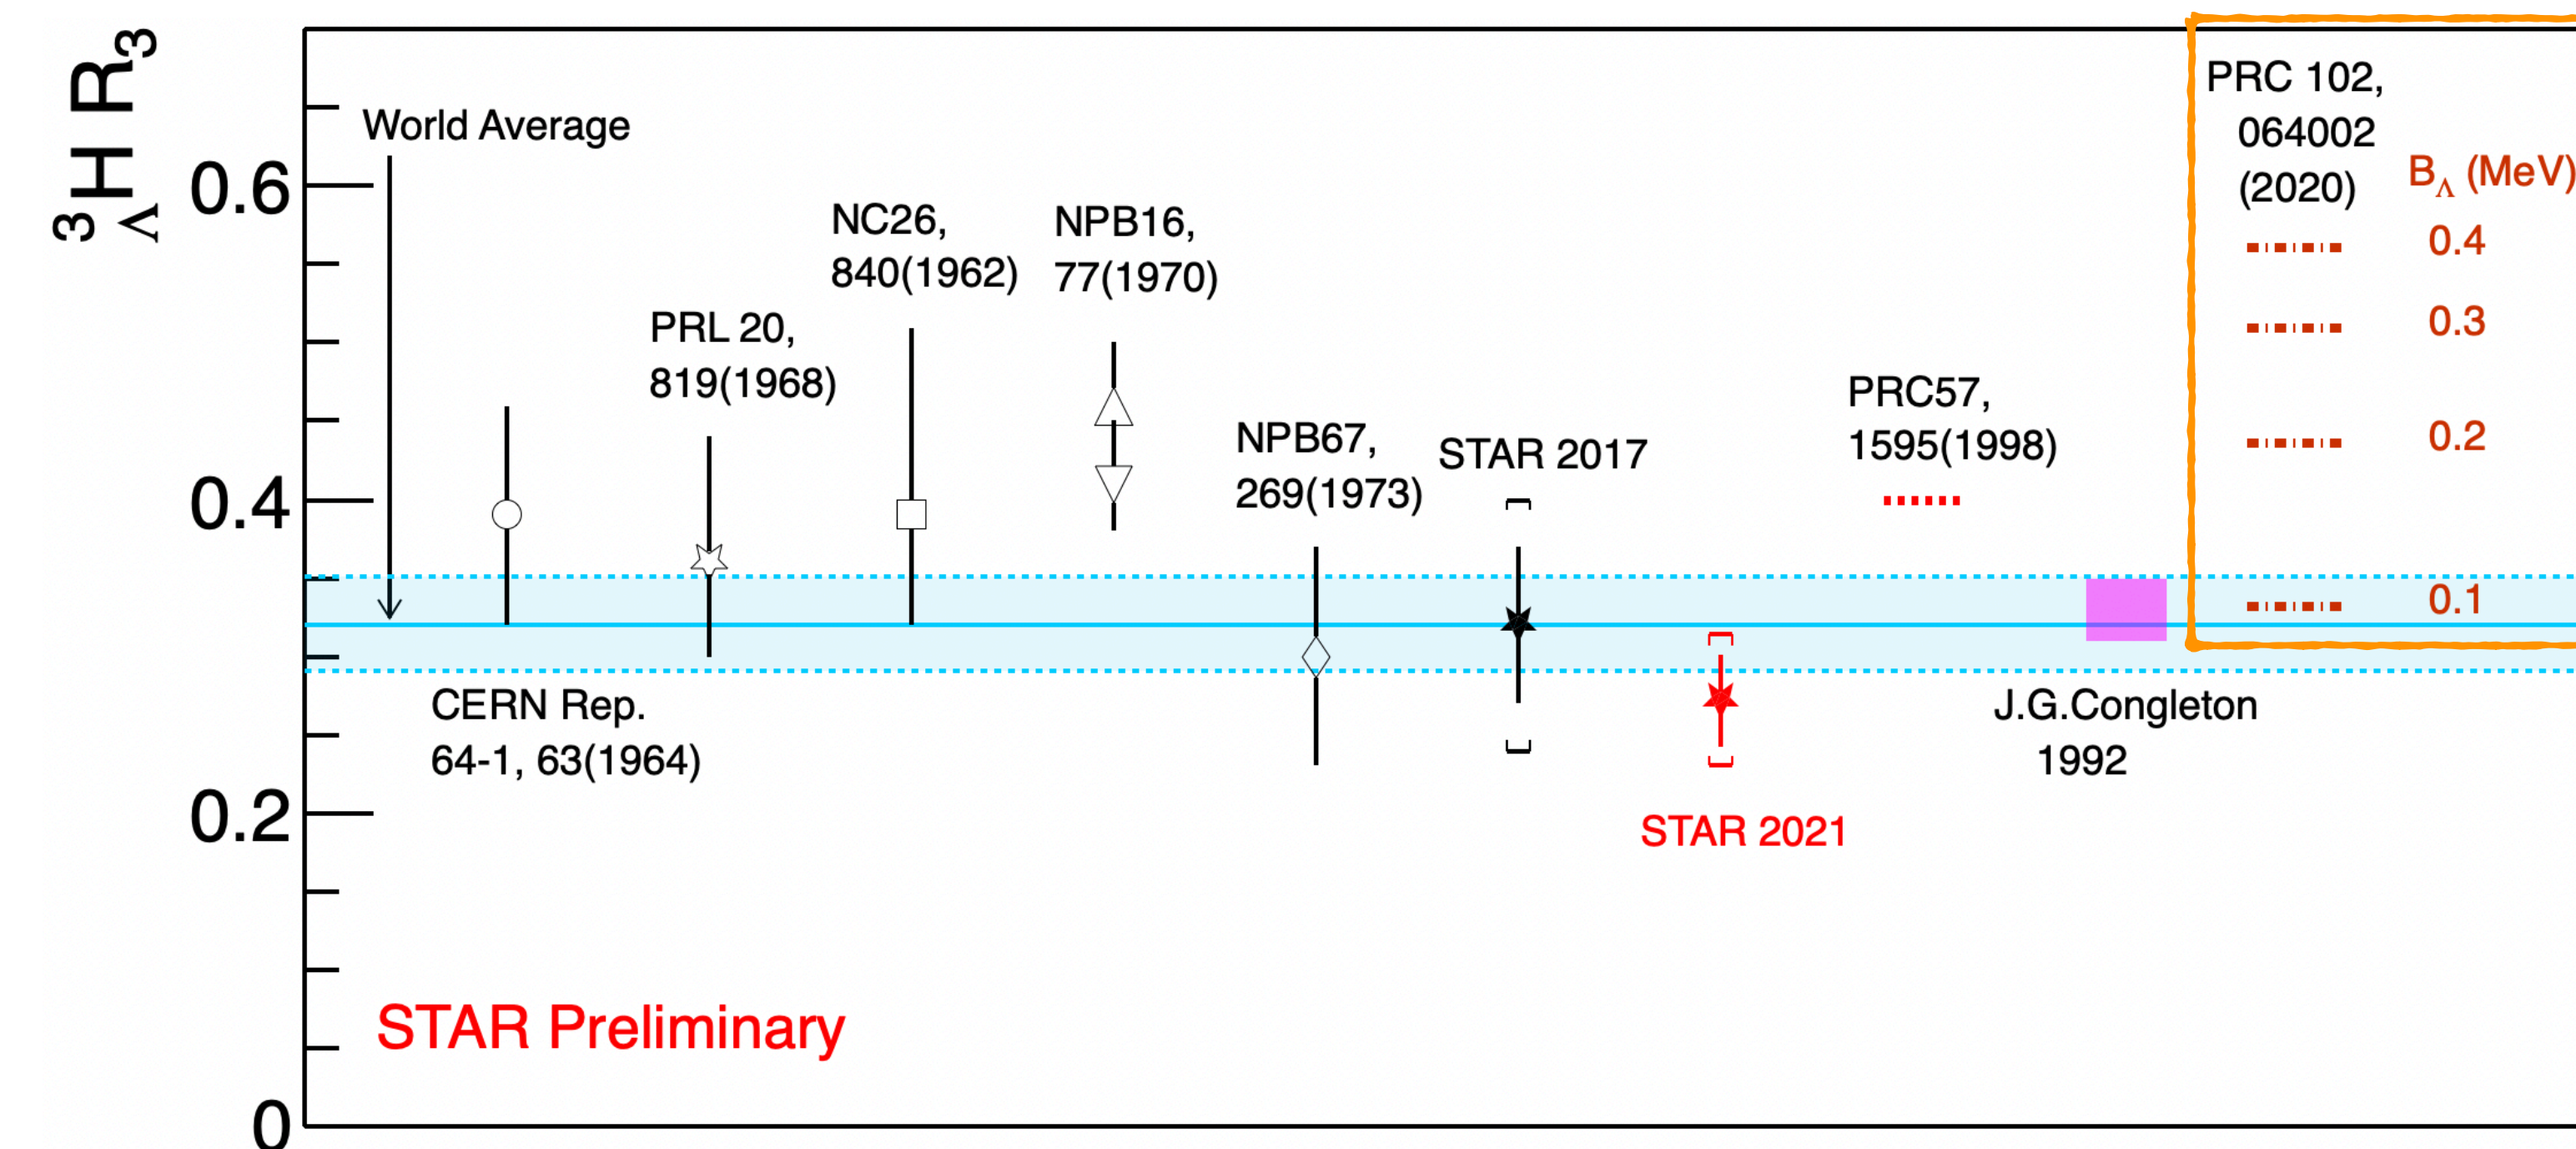 ³ΛH R₃
0.6
0.4
0.2
0
World Average
CERN Rep.
64-1, 63(1964)
PRL 20,
819(1968)
NC26,
840(1962)
NPB16,
77(1970)
NPB67,
269(1973)
STAR 2017
STAR 2021
PRC57,
1595(1998)
J.G.Congleton
1992
PRC 102,
064002
(2020)
BΛ (MeV)
0.4
0.3
0.2
0.1
STAR Preliminary